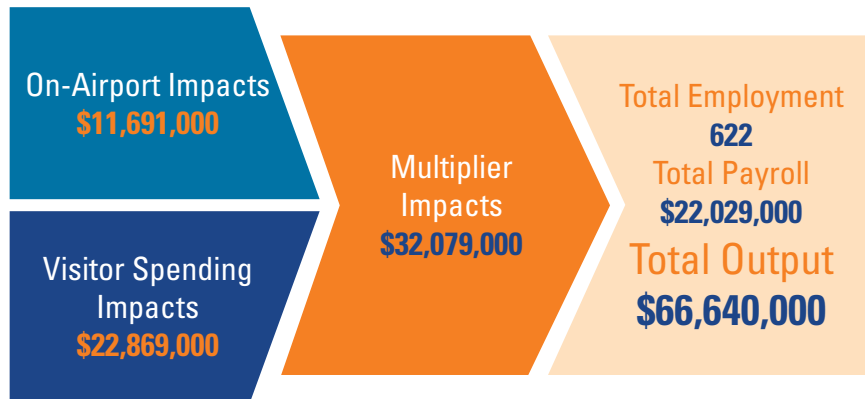 On-Airport Impacts
$11,691,000
Visitor Spending
Impacts
$22,869,000
Multiplier
Impacts
$32,079,000
Total Employment
622
Total Payroll
$22,029,000
Total Output
$66,640,000